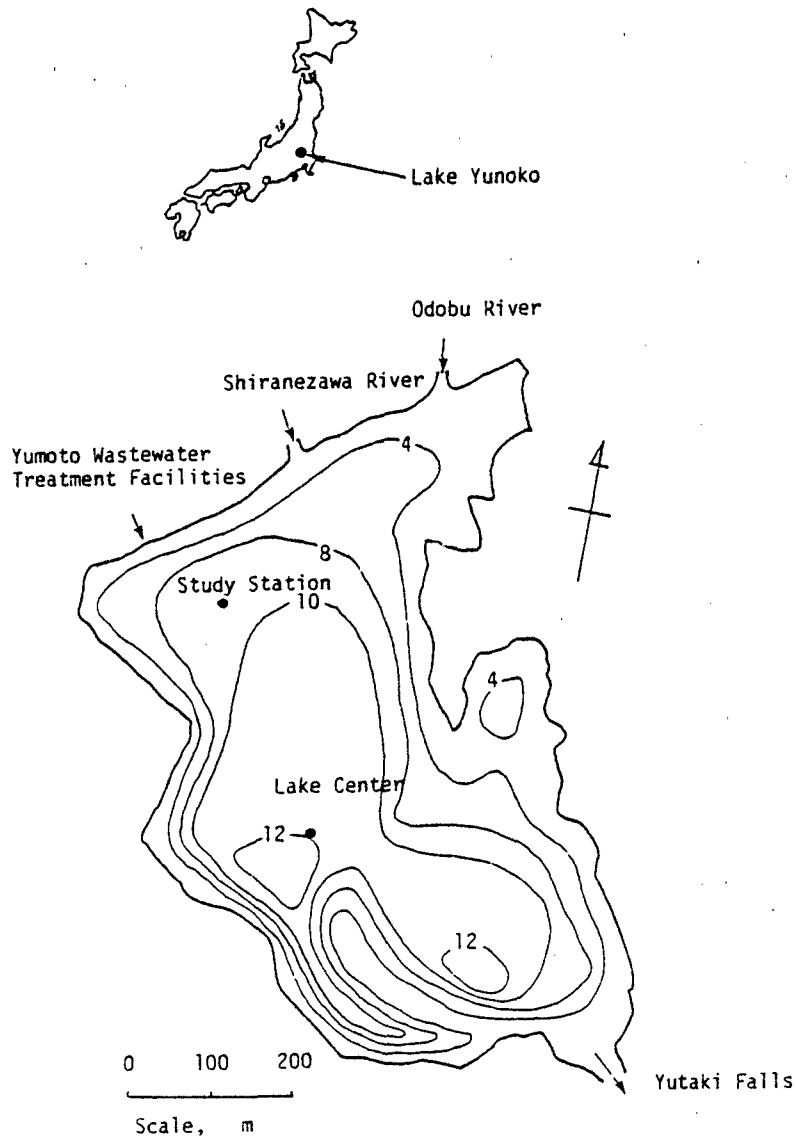 Lake Yunoko
Odobu River
Shiranezawa River
Yumoto Wastewater
Treatment Facilities
4
8
Study Station
10
4
Lake Center
12
12
0 100 200
Scale, m
Yutaki Falls